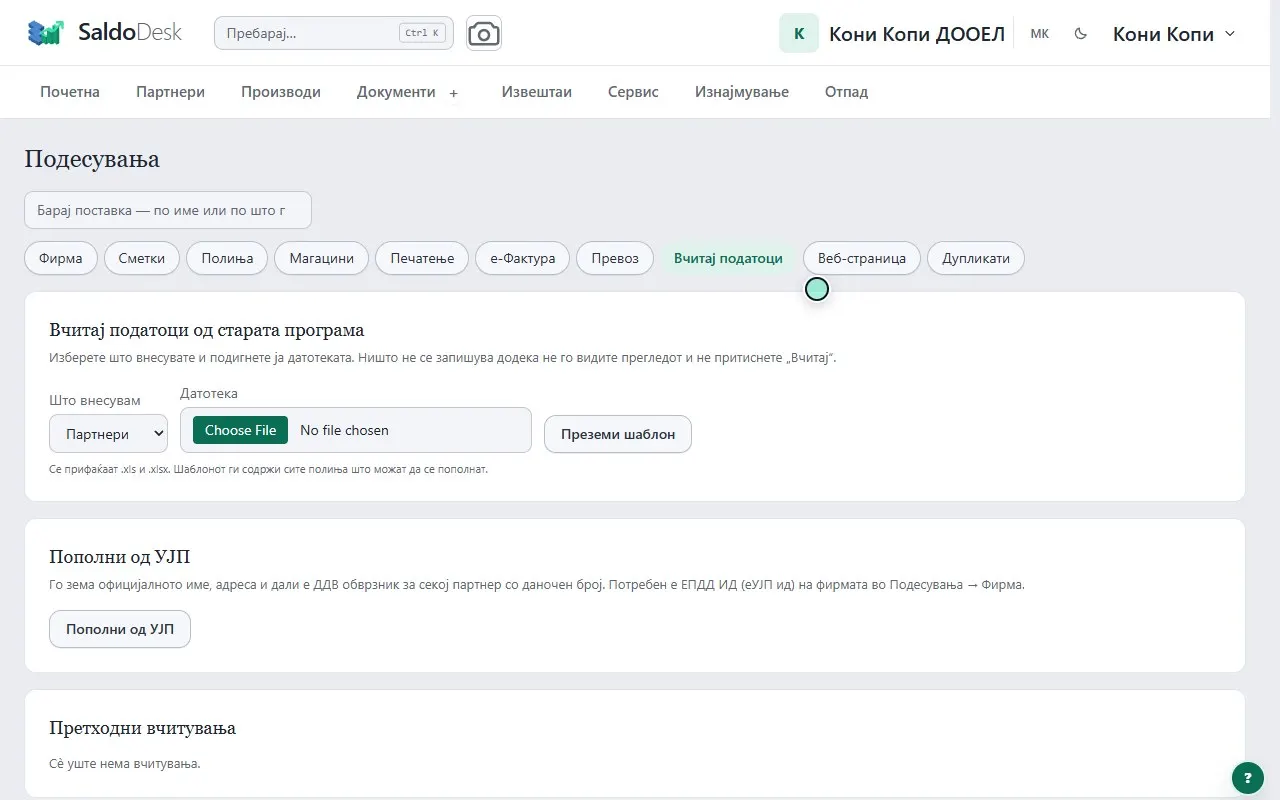 SaldoDesk
Пребарај...
Ctrl K
К
Кони Копи ДООЕЛ
МК
Кони Копи
Почетна
Партнери
Производи
Документи +
Извештаи
Сервис
Изнајмување
Отпад
Подесувања
Барај поставка — по име или по што г
Фирма
Сметки
Полиња
Магацини
Печатење
е-Фактура
Превоз
Вчитај податоци
Веб-страница
Дупликати
Вчитај податоци од старата програма
Изберете што внесувате и подигнете ја датотеката. Ништо не се запишува додека не го видите прегледот и не притиснете „Вчитај“.
Што внесувам
Датотека
Партнери
Choose File
No file chosen
Преземи шаблон
Се прифаќаат .xls и .xlsx. Шаблонот ги содржи сите полиња што можат да се пополнат.
Пополни од УЈП
Го зема официјалното име, адреса и дали е ДДВ обврзник за секој партнер со даночен број. Потребен е ЕПДД ИД (еУЈП ид) на фирмата во Подесувања → Фирма.
Пополни од УЈП
Претходни вчитувања
Сѐ уште нема вчитувања.
?